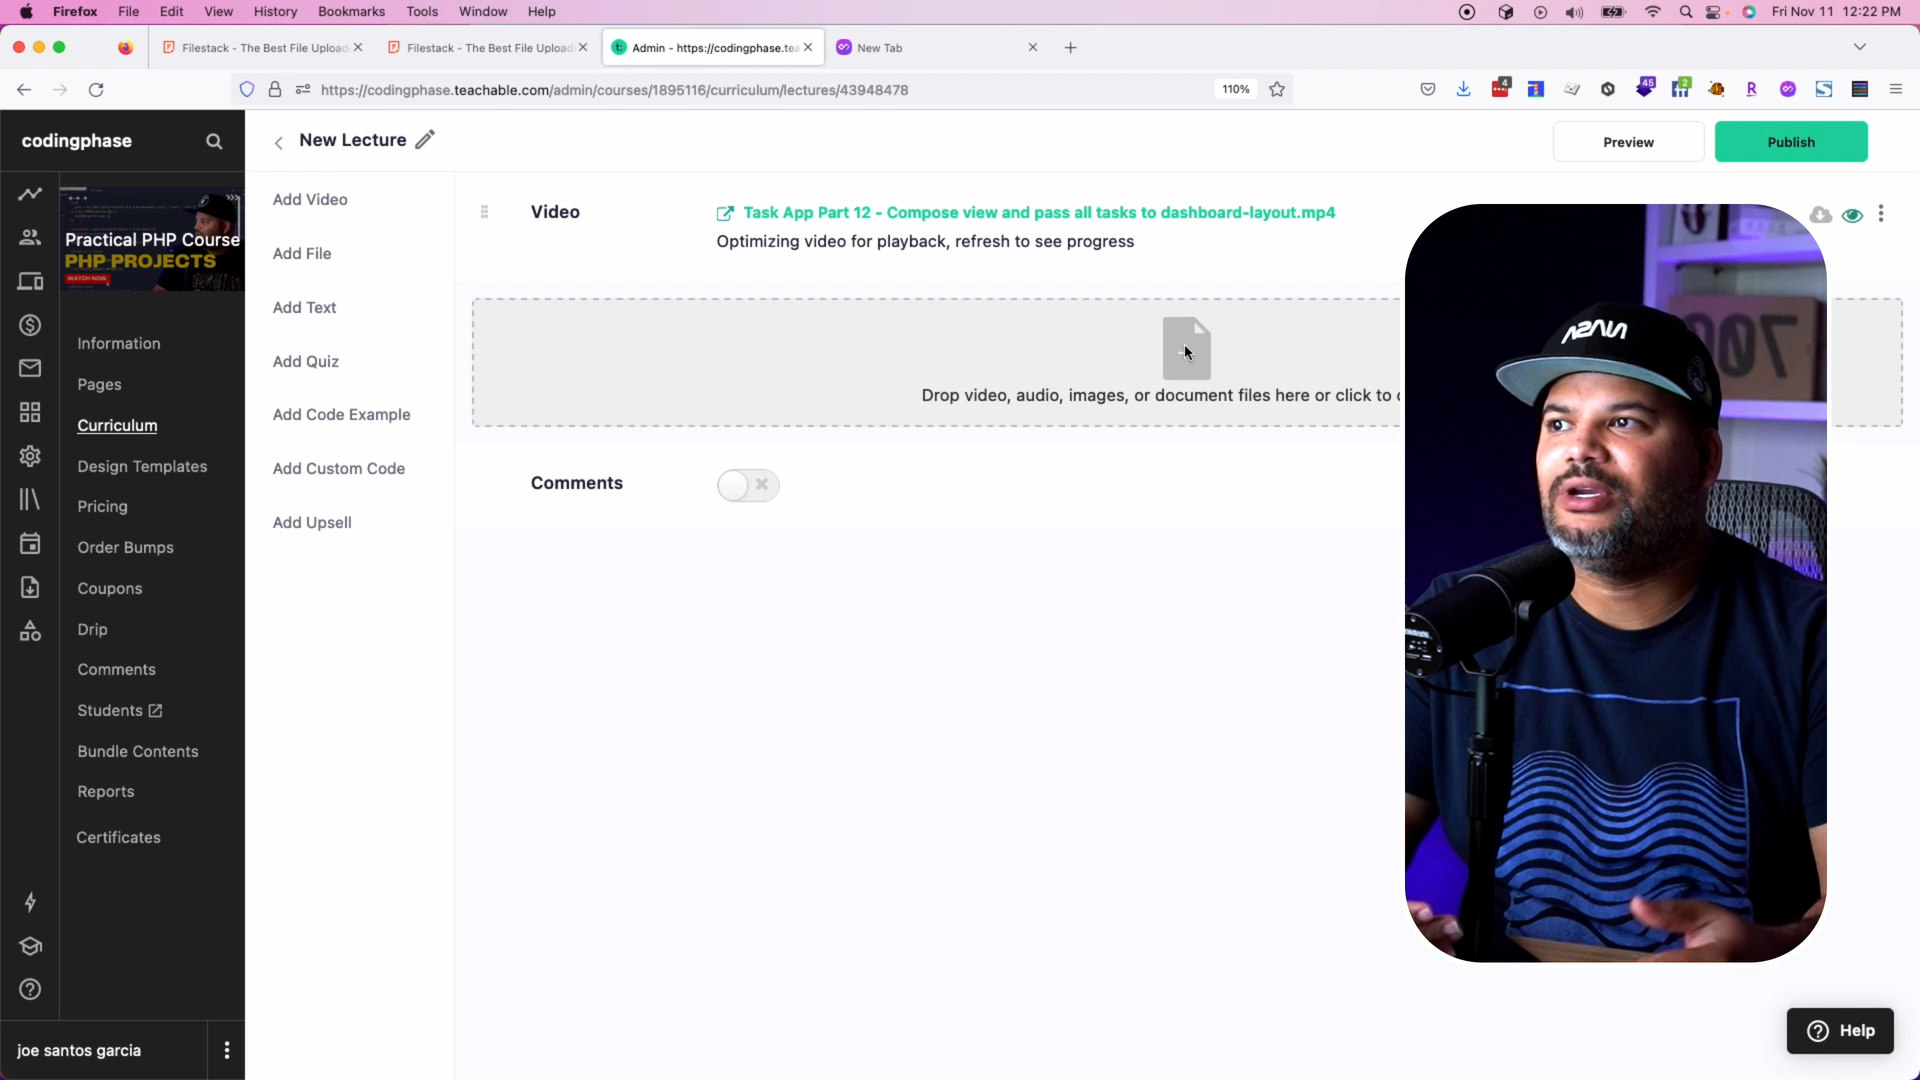 Firefox File Edit View History Bookmarks Tools Window Help Fri Nov 11 12:22 PM
Filestack - The Best File Upload Filestack - The Best File Upload Admin - https://codingphase.tea New Tab
https://codingphase.teachable.com/admin/courses/1895116/curriculum/lectures/43948478 110% 4 45 2
codingphase
New Lecture
Preview
Publish
Practical PHP Course
PHP PROJECTS
WATCH NOW
Information
Pages
Curriculum
Design Templates
Pricing
Order Bumps
Coupons
Drip
Comments
Students
Bundle Contents
Reports
Certificates
joe santos garcia
Add Video
Add File
Add Text
Add Quiz
Add Code Example
Add Custom Code
Add Upsell
Video
Task App Part 12 - Compose view and pass all tasks to dashboard-layout.mp4
Optimizing video for playback, refresh to see progress
Drop video, audio, images, or document files here or click to
Comments
Help